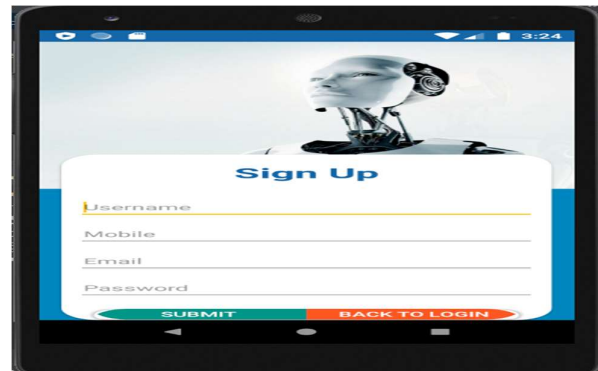 3:24
Sign Up
Username
Mobile
Email
Password
SUBMIT BACK TO LOGIN